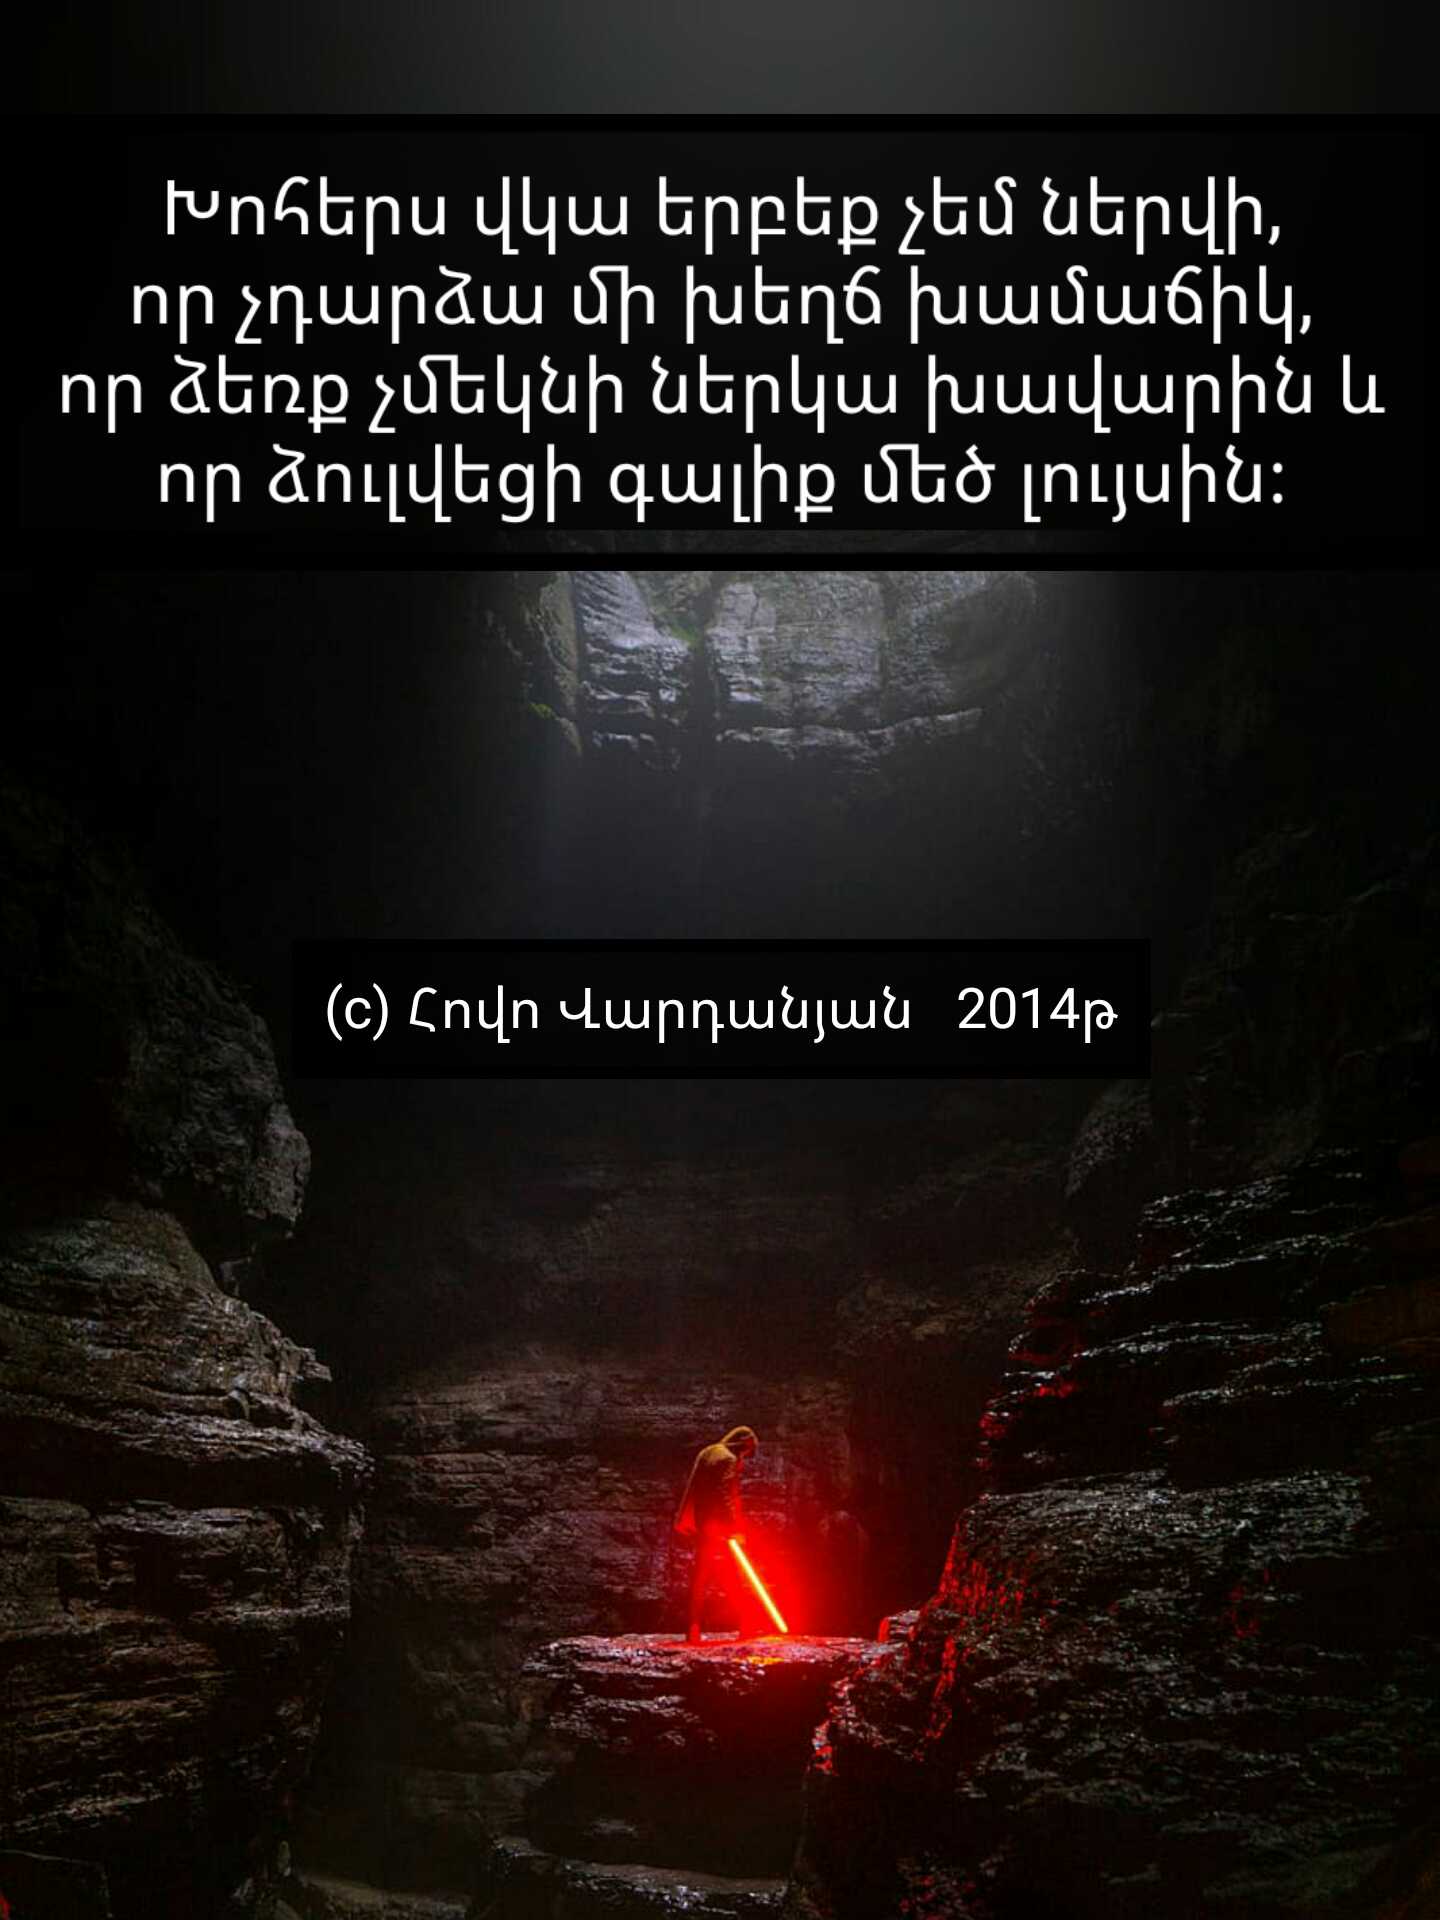 Խոհերս վկա երբեք չեմ ներվի,
որ չդարձա մի խեղճ խամաճիկ,
որ ձեռք չմեկնի ներկա խավարին և
որ ձուլվեցի գալիք մեծ լույսին:
(c) Հովո Վարդանյան 2014թ